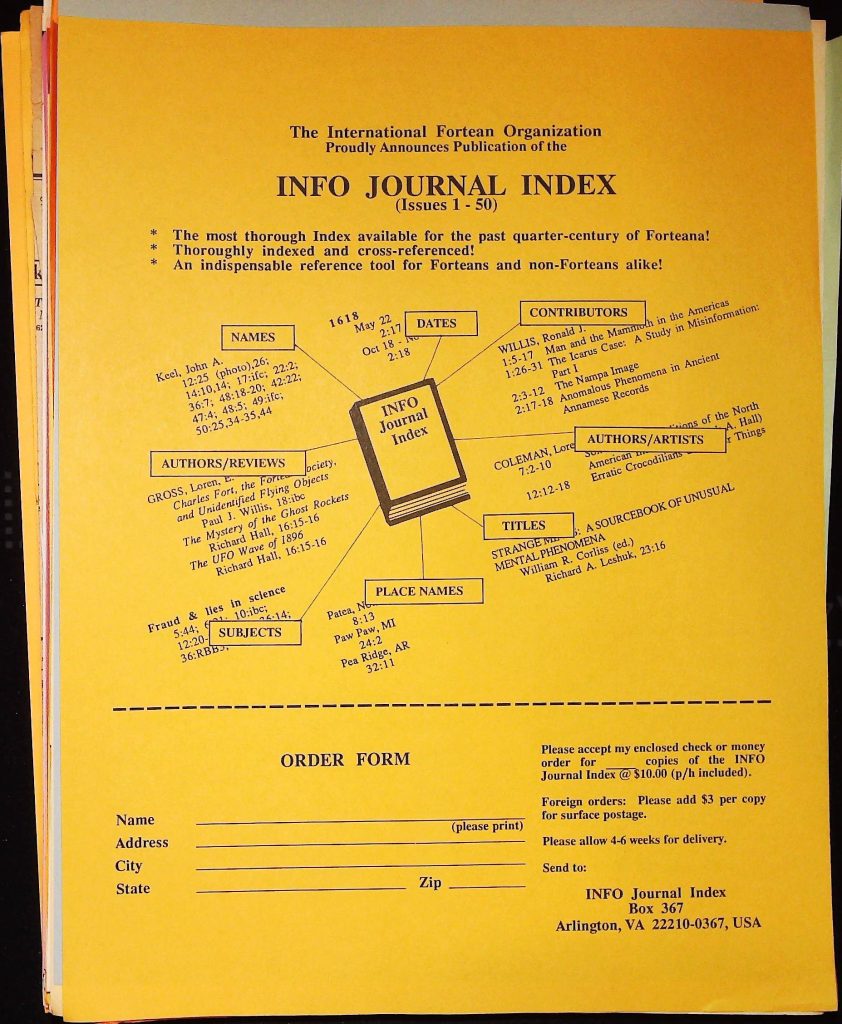 The International Fortean Organization
Proudly Announces Publication of the
INFO JOURNAL INDEX
(Issues 1 - 50)
* The most thorough Index available for the past quarter-century of Forteana!
* Thoroughly indexed and cross-referenced!
* An indispensable reference tool for Forteans and non-Forteans alike!
NAMES
Keel, John A.
12:25 (photo),26;
14:10,14; 17:ifc; 22:2;
36:7; 48:18-20; 42:22;
47:4; 48:5; 49:ifc;
50:25,34-35,44
DATES
1618
May 22
2:17
Oct 18 -
2:18
CONTRIBUTORS
WILLIS, Ronald J.
1:5-17 Man and the Mammoth in the Americas
1:26-31 The Icarus Case: A Study in Misinformation:
Part I
2:3-12 The Nampa Image
2:17-18 Anomalous Phenomena in Ancient
Annamese Records
INFO
Journal
Index
AUTHORS/REVIEWS
GROSS, Loren,
Charles Fort, the
and Unidentified Flying Objects
Paul J. Willis, 18:ibc
The Mystery of the Ghost Rockets
Richard Hall, 16:15-16
The UFO Wave of 1896
Richard Hall, 16:15-16
AUTHORS/ARTISTS
COLEMAN,
7:2-10
of the North
American
A. Hall)
12:12-18
Erratic Crocodilians
Things
TITLES
STRANGE
A SOURCEBOOK OF UNUSUAL
MENTAL PHENOMENA
William R. Corliss (ed.)
Richard A. Leshuk, 23:16
SUBJECTS
Fraud & lies in science
5:44; 10:ibc;
12:20-
PLACE NAMES
Patea,
8:13
Paw Paw, MI
24:2
Pea Ridge, AR
32:11
ORDER FORM
Name
(please print)
Address
City
State Zip
Please accept my enclosed check or money
order for ____ copies of the INFO
Journal Index @ $10.00 (p/h included).
Foreign orders: Please add $3 per copy
for surface postage.
Please allow 4-6 weeks for delivery.
Send to:
INFO Journal Index
Box 367
Arlington, VA 22210-0367, USA